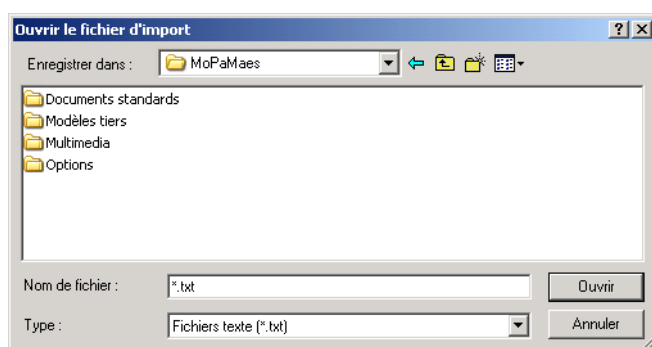 Ouvrir le fichier d'import
Enregistrer dans : MoPaMaes
Documents standards
Modèles tiers
Multimedia
Options
Nom de fichier : *.txt Ouvrir
Type : Fichiers texte (*.txt) Annuler